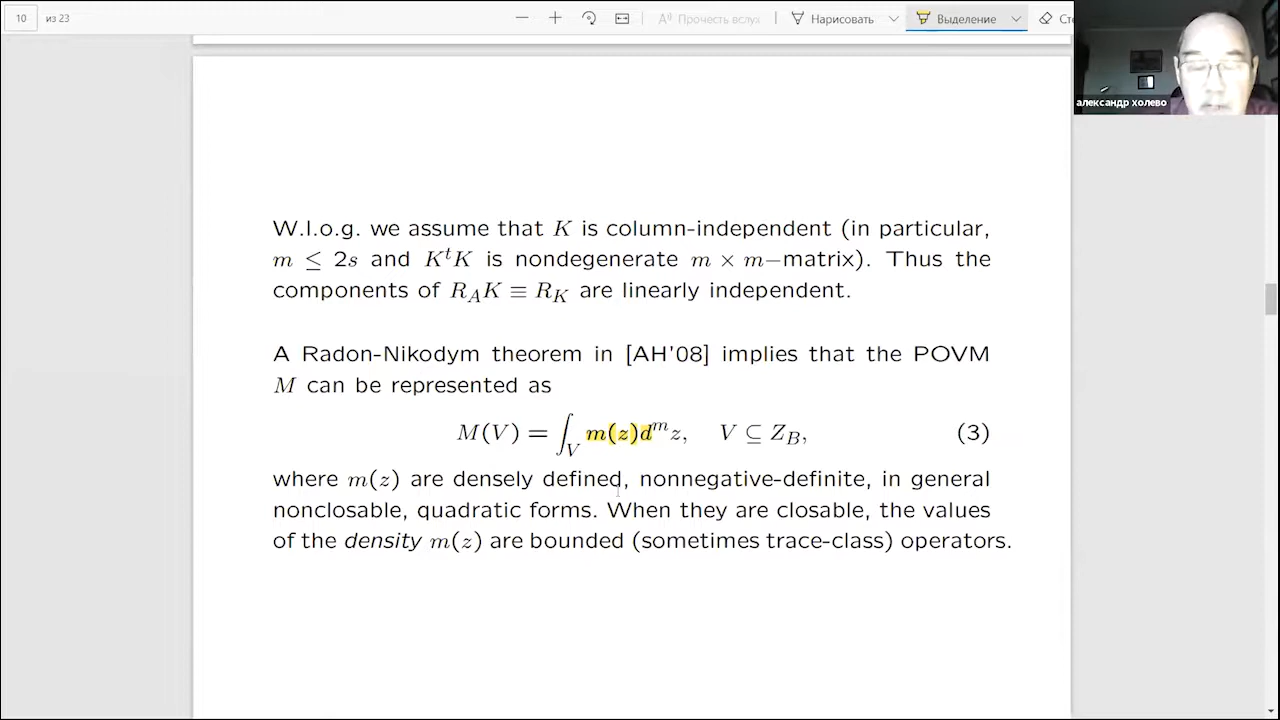 10 из 23 Прочесть вслух Нарисовать Выделение
александр холево
W.l.o.g. we assume that K is column-independent (in particular,
m ≤ 2s and KᵗK is nondegenerate m × m−matrix). Thus the
components of R_A K ≡ R_K are linearly independent.
A Radon-Nikodym theorem in [AH'08] implies that the POVM
M can be represented as
M(V) = ∫_V m(z)dᵐz, V ⊆ Z_B, (3)
where m(z) are densely defined, nonnegative-definite, in general
nonclosable, quadratic forms. When they are closable, the values
of the density m(z) are bounded (sometimes trace-class) operators.